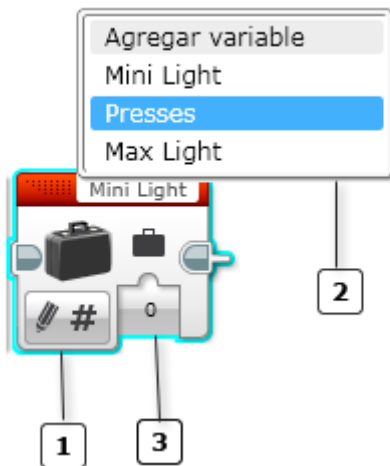 Agregar variable
Mini Light
Presses
Max Light
Mini Light
2
#
0
1
3